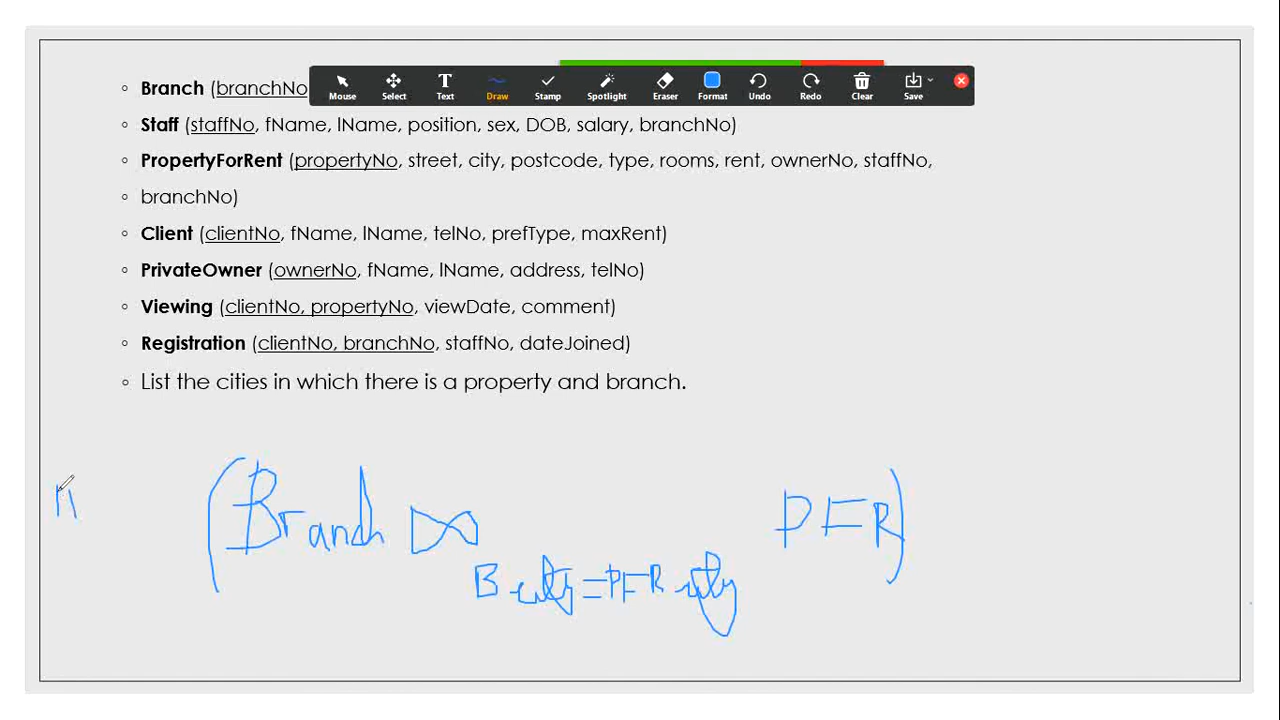 Branch (branchNo
Mouse Select Text Draw Stamp Spotlight Eraser Format Undo Redo Clear Save
Staff (staffNo, fName, lName, position, sex, DOB, salary, branchNo)
PropertyForRent (propertyNo, street, city, postcode, type, rooms, rent, ownerNo, staffNo,
branchNo)
Client (clientNo, fName, lName, telNo, prefType, maxRent)
PrivateOwner (ownerNo, fName, lName, address, telNo)
Viewing (clientNo, propertyNo, viewDate, comment)
Registration (clientNo, branchNo, staffNo, dateJoined)
List the cities in which there is a property and branch.
(Branch ⋈ PFR)
B city = PFR city